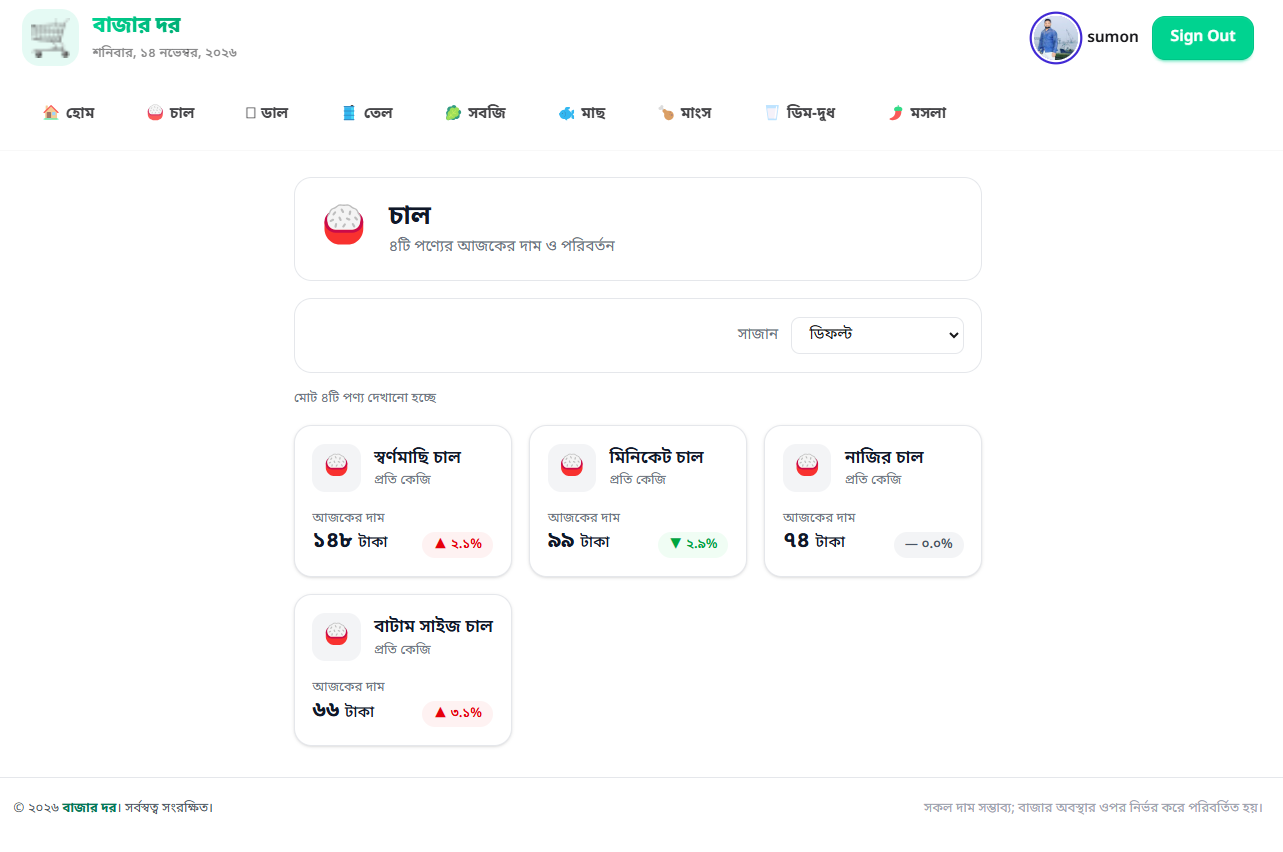 বাজার দর
শনিবার, ১৪ নভেম্বর, ২০২৬
sumon
Sign Out
হোম চাল ডাল তেল সবজি মাছ মাংস ডিম-দুধ মসলা
চাল
৪টি পণ্যের আজকের দাম ও পরিবর্তন
সাজান ডিফল্ট
মোট ৪টি পণ্য দেখানো হচ্ছে
স্বর্ণমাছি চাল
প্রতি কেজি
আজকের দাম
১৪৮ টাকা ▲ ২.১%
মিনিকেট চাল
প্রতি কেজি
আজকের দাম
৯৯ টাকা ▼ ২.৯%
নাজির চাল
প্রতি কেজি
আজকের দাম
৭৪ টাকা — ০.০%
বাটাম সাইজ চাল
প্রতি কেজি
আজকের দাম
৬৬ টাকা ▲ ৩.১%
© ২০২৬ বাজার দর। সর্বস্বত্ব সংরক্ষিত।
সকল দাম সম্ভাব্য; বাজার অবস্থার ওপর নির্ভর করে পরিবর্তিত হয়।